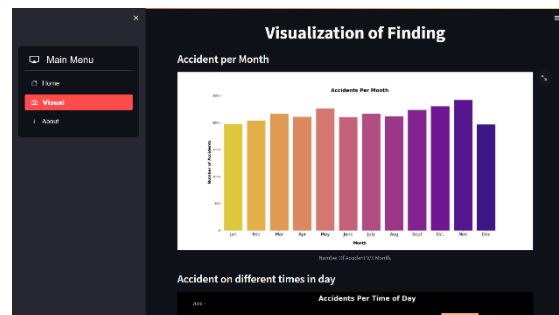 Main Menu
Home
Visual
About
Visualization of Finding
Accident per Month
Accidents Per Month
Number of Accidents
Jan Feb Mar Apr May June July Aug Sept Oct Nov Dec
Month
Number Of Accident V/S Month
Accident on different times in day
Accidents Per Time of Day